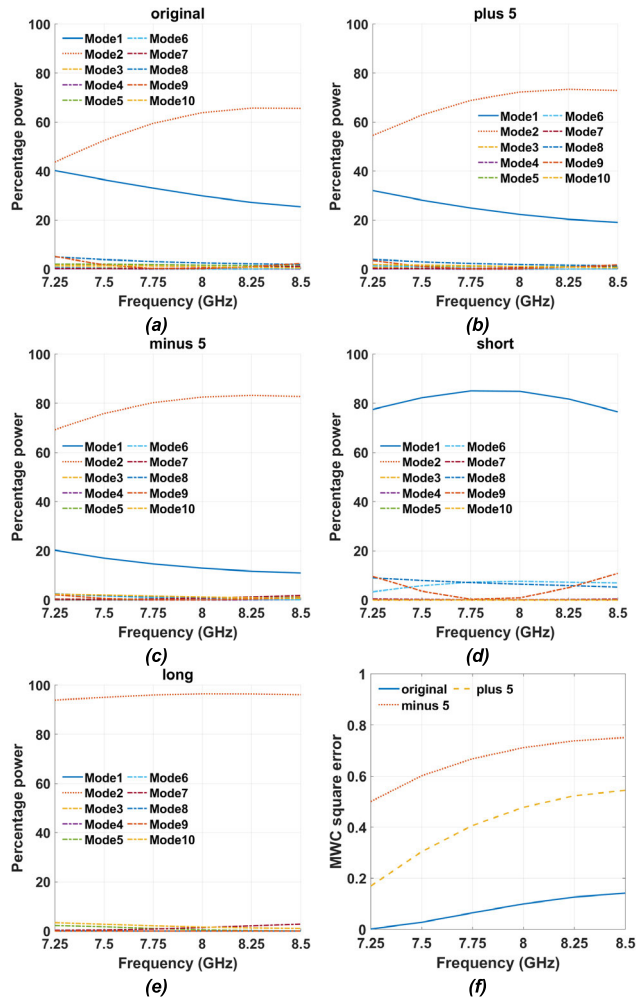 original
Percentage power
100
80
60
40
20
0
Mode1 Mode6
Mode2 Mode7
Mode3 Mode8
Mode4 Mode9
Mode5 Mode10
7.25 7.5 7.75 8 8.25 8.5
Frequency (GHz)
(a)
plus 5
Percentage power
100
80
60
40
20
0
Mode1 Mode6
Mode2 Mode7
Mode3 Mode8
Mode4 Mode9
Mode5 Mode10
7.25 7.5 7.75 8 8.25 8.5
Frequency (GHz)
(b)
minus 5
Percentage power
100
80
60
40
20
0
Mode1 Mode6
Mode2 Mode7
Mode3 Mode8
Mode4 Mode9
Mode5 Mode10
7.25 7.5 7.75 8 8.25 8.5
Frequency (GHz)
(c)
short
Percentage power
100
80
60
40
20
0
Mode1 Mode6
Mode2 Mode7
Mode3 Mode8
Mode4 Mode9
Mode5 Mode10
7.25 7.5 7.75 8 8.25 8.5
Frequency (GHz)
(d)
long
Percentage power
100
80
60
40
20
0
Mode1 Mode6
Mode2 Mode7
Mode3 Mode8
Mode4 Mode9
Mode5 Mode10
7.25 7.5 7.75 8 8.25 8.5
Frequency (GHz)
(e)
MWC square error
1
0.8
0.6
0.4
0.2
0
original plus 5
minus 5
7.25 7.5 7.75 8 8.25 8.5
Frequency (GHz)
(f)